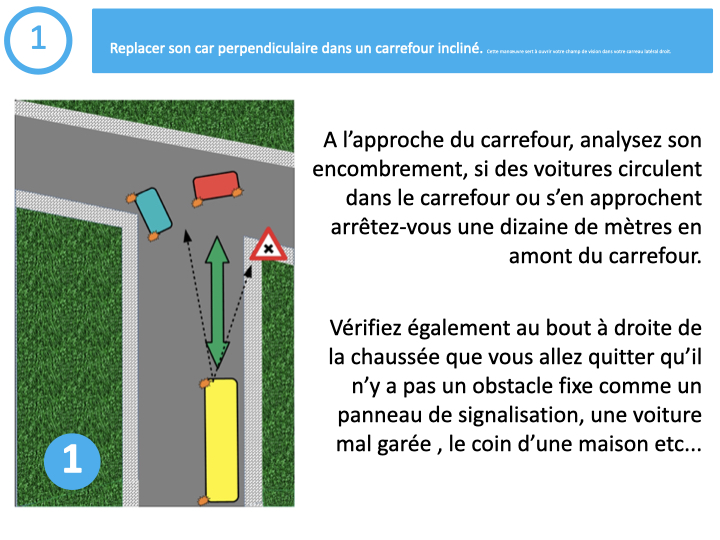 1
Replacer son car perpendiculaire dans un carrefour incliné. Cette manœuvre sert à ouvrir votre champ de vision dans votre carreau latéral droit.
A l’approche du carrefour, analysez son
encombrement, si des voitures circulent
dans le carrefour ou s’en approchent
arrêtez-vous une dizaine de mètres en
amont du carrefour.
Vérifiez également au bout à droite de
la chaussée que vous allez quitter qu’il
n’y a pas un obstacle fixe comme un
panneau de signalisation, une voiture
mal garée , le coin d’une maison etc...
1